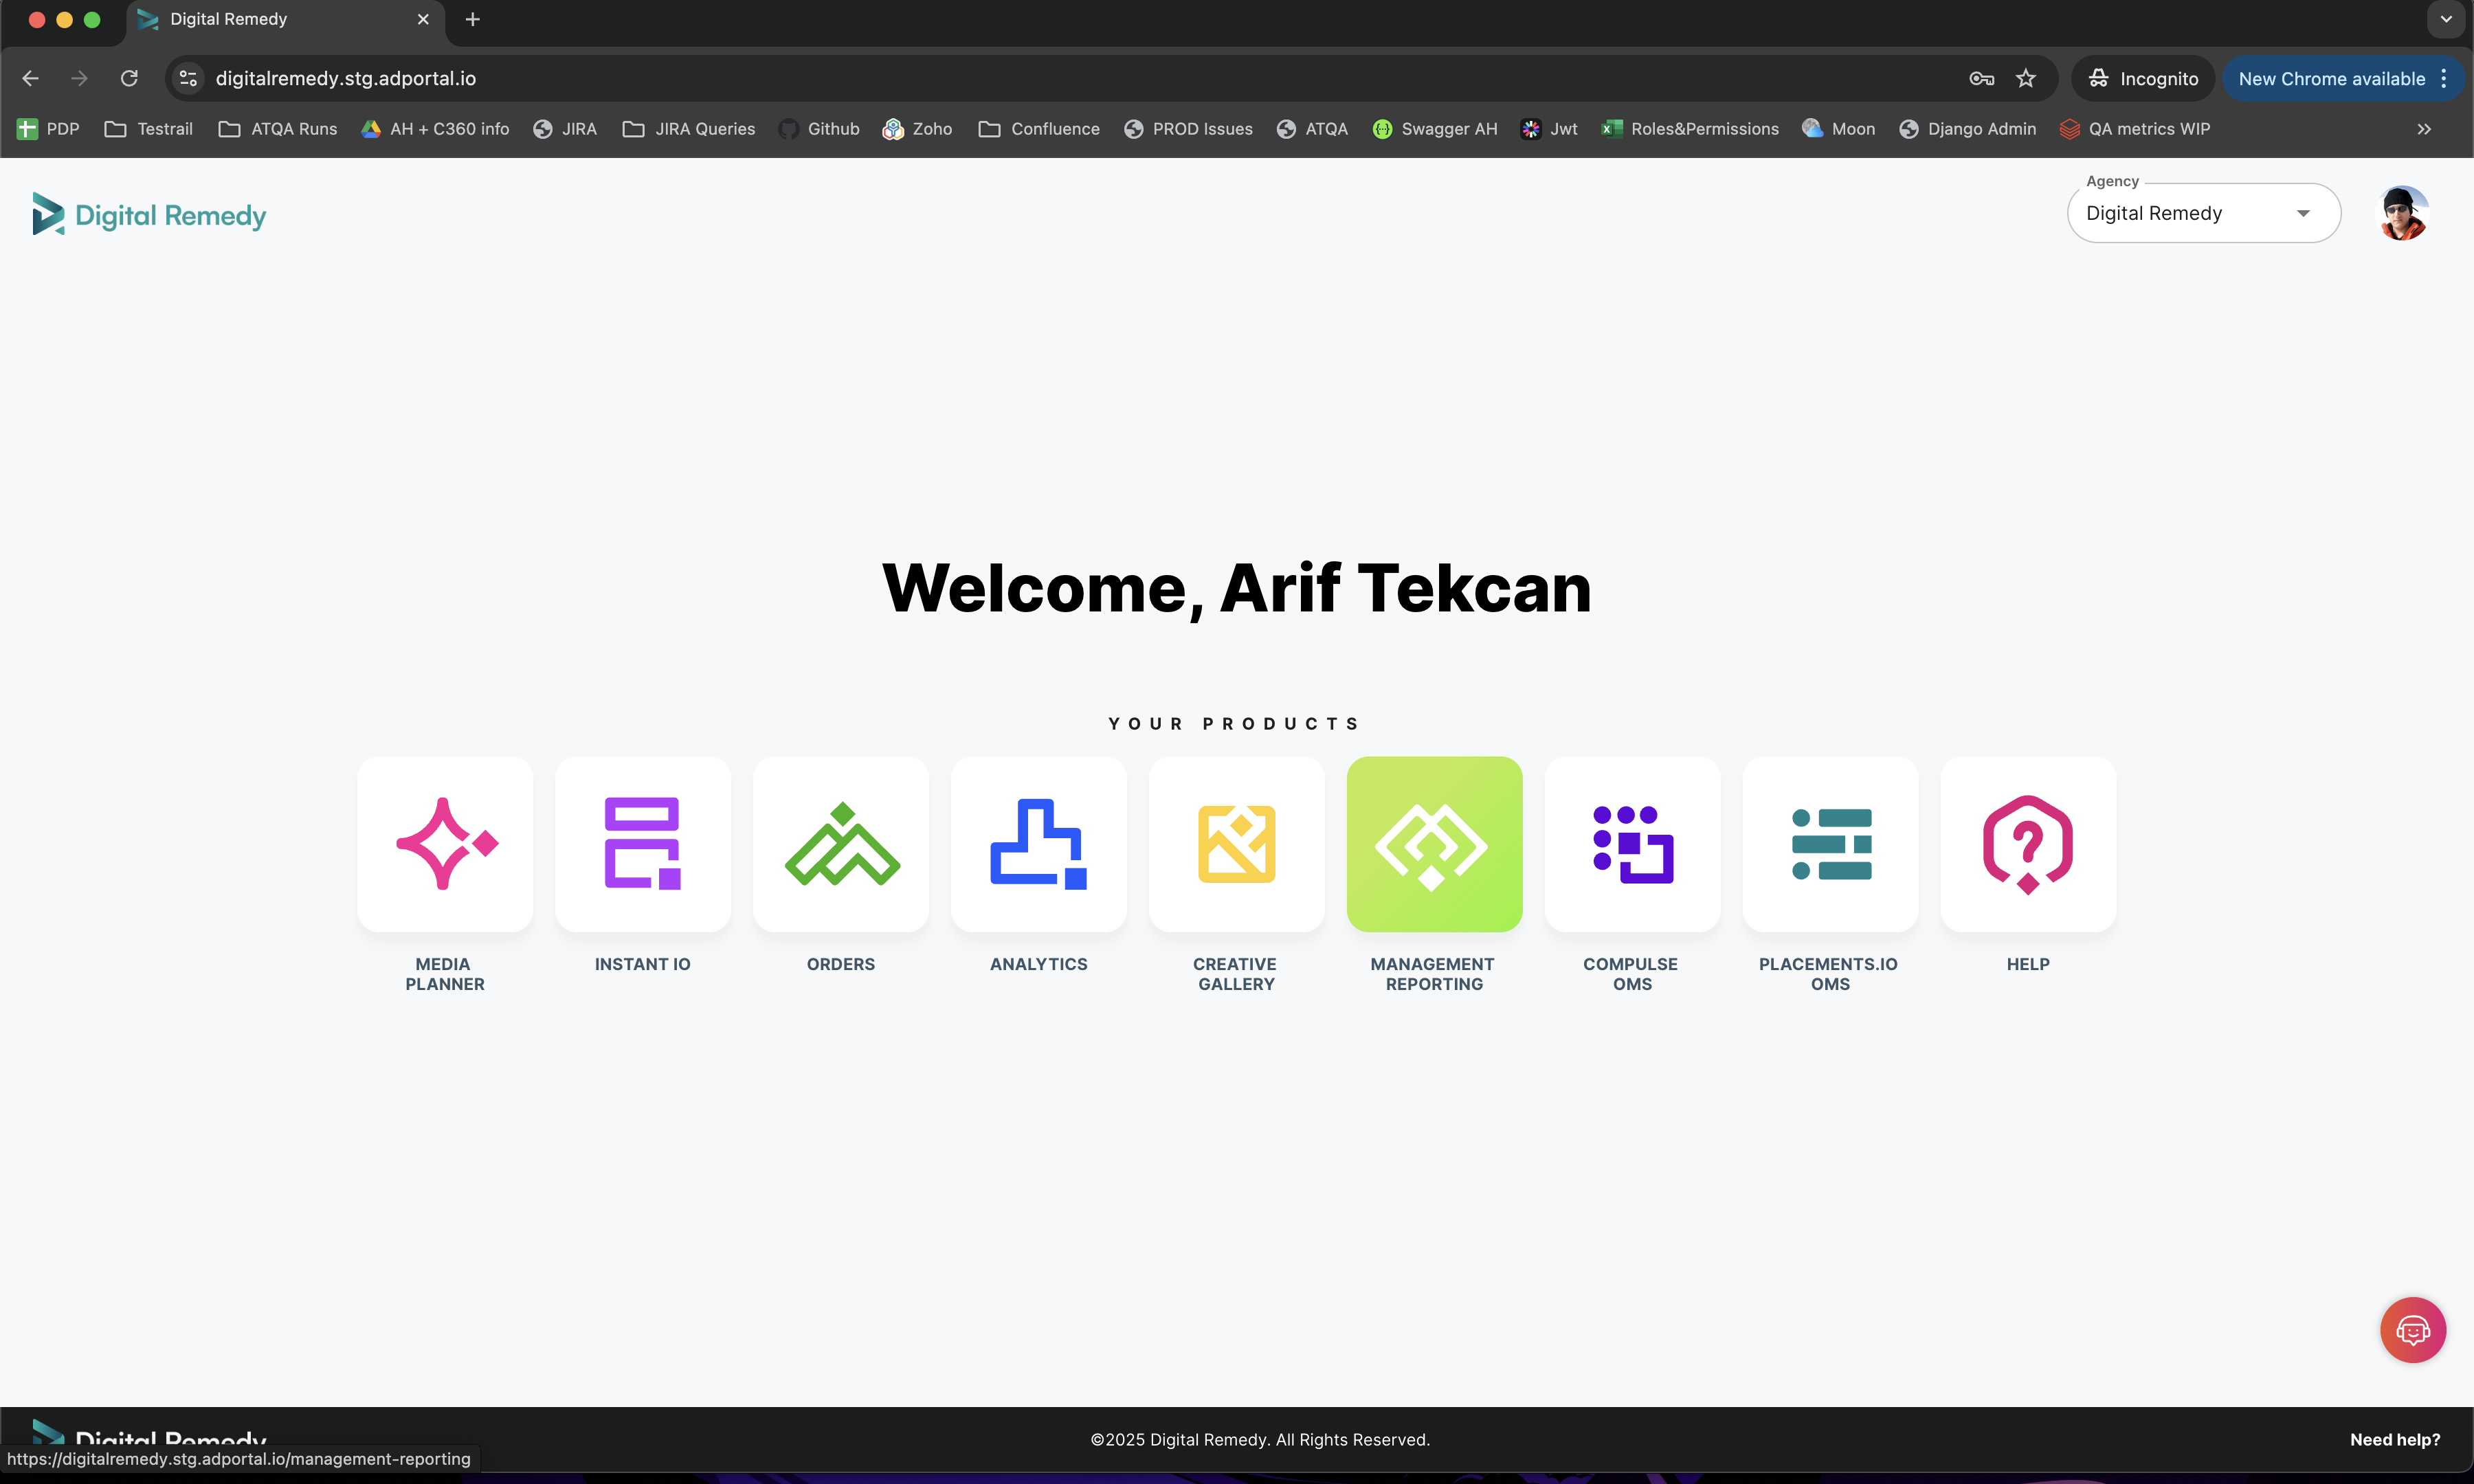 Digital Remedy
digitalremedy.stg.adportal.io
Incognito
New Chrome available
PDP
Testrail
ATQA Runs
AH + C360 info
JIRA
JIRA Queries
Github
Zoho
Confluence
PROD Issues
ATQA
Swagger AH
Jwt
Roles&Permissions
Moon
Django Admin
QA metrics WIP
Digital Remedy
Agency
Digital Remedy
Welcome, Arif Tekcan
YOUR PRODUCTS
MEDIA
PLANNER
INSTANT IO
ORDERS
ANALYTICS
CREATIVE
GALLERY
MANAGEMENT
REPORTING
COMPULSE
OMS
PLACEMENTS.IO
OMS
HELP
Digital Remedy
©2025 Digital Remedy. All Rights Reserved.
Need help?
https://digitalremedy.stg.adportal.io/management-reporting